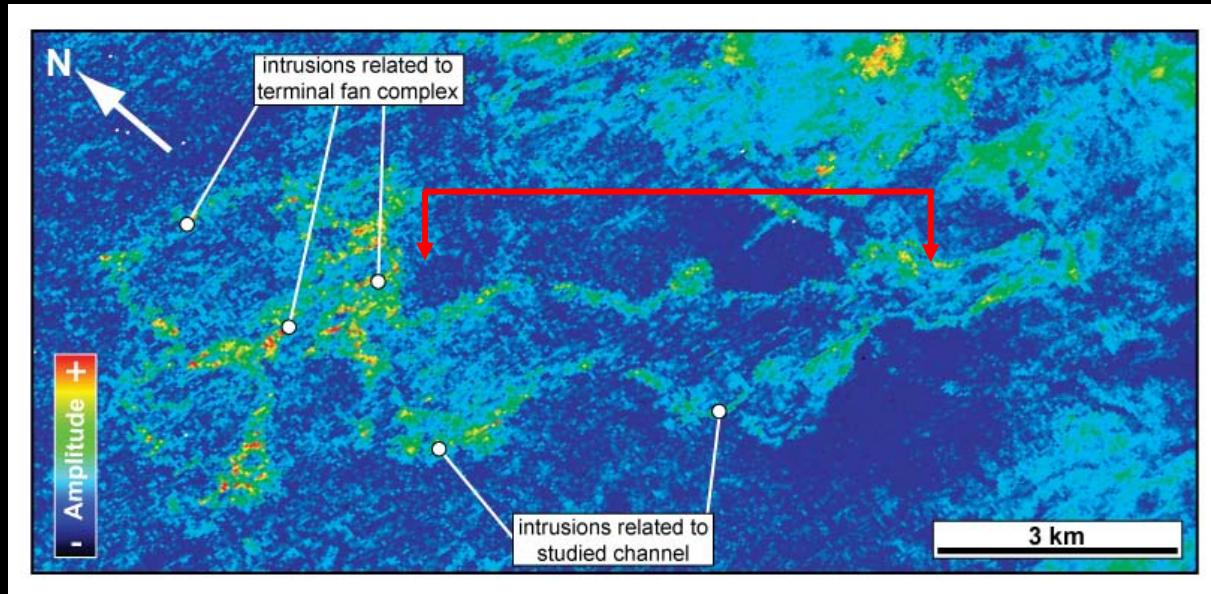 N
intrusions related to
terminal fan complex
- Amplitude +
intrusions related to
studied channel
3 km